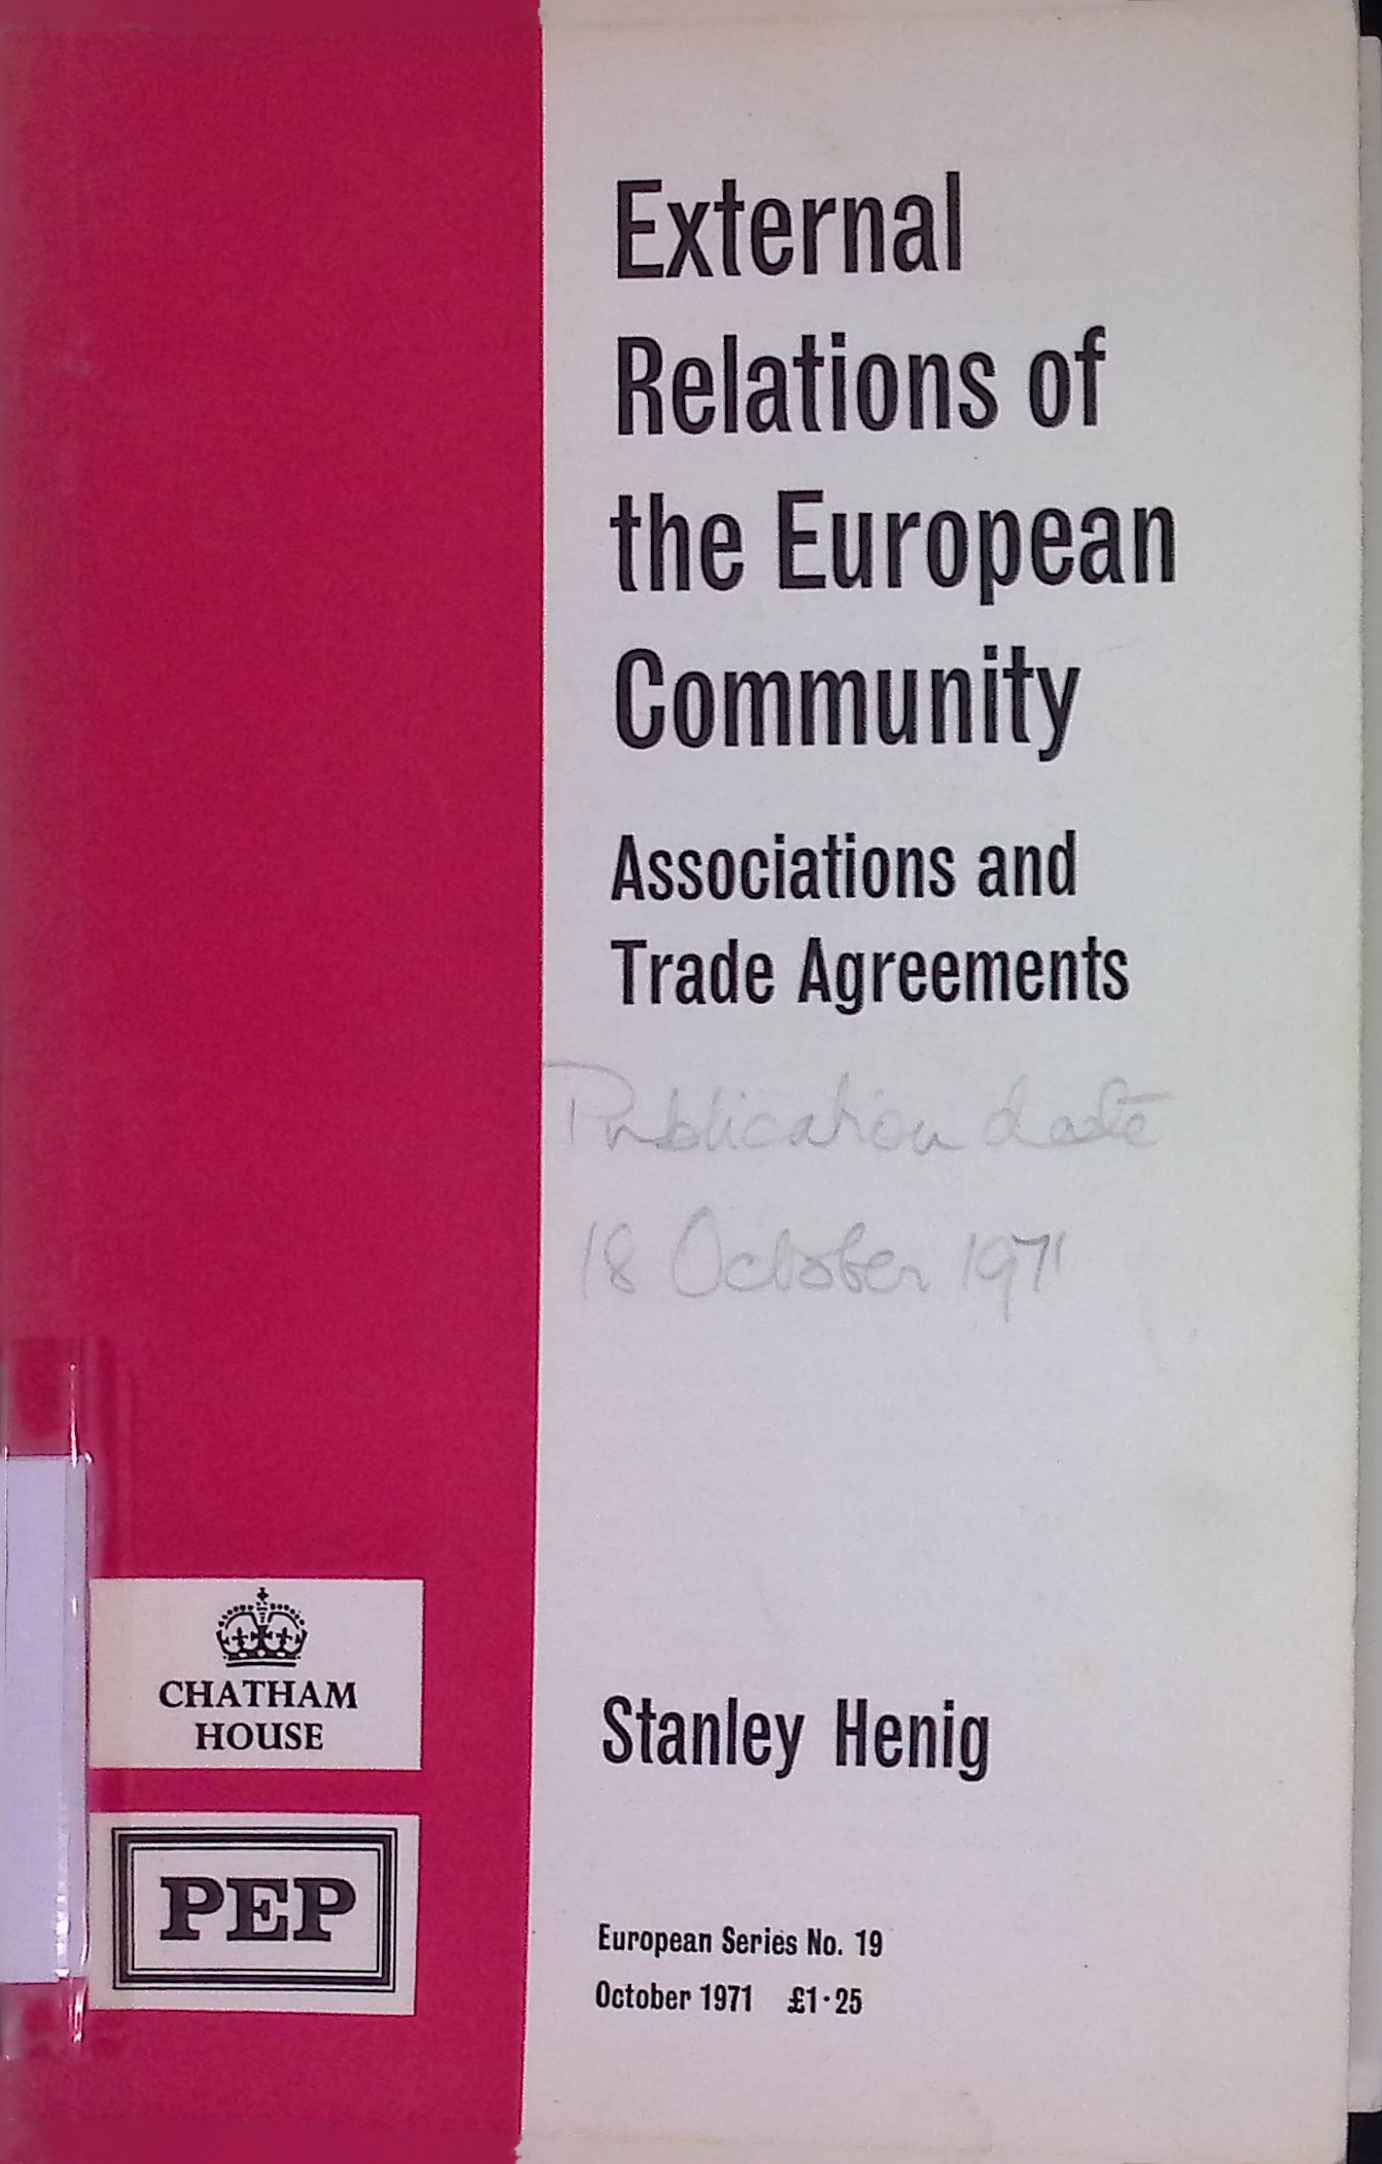 External
Relations of
the European
Community
Associations and
Trade Agreements
Publication date
18 October 1971
CHATHAM
HOUSE
PEP
Stanley Henig
European Series No. 19
October 1971 £1·25